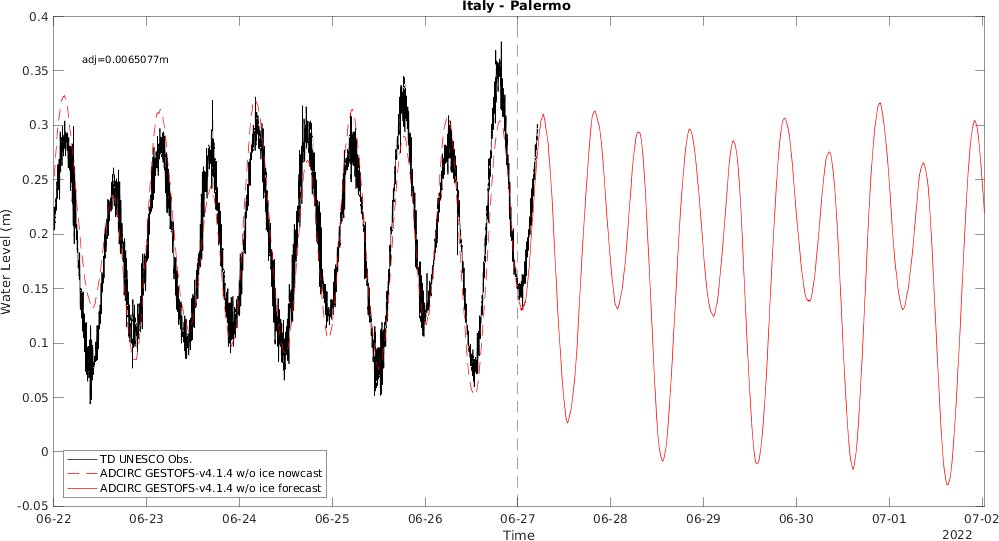 Italy - Palermo
0.4
0.35
0.3
0.25
0.2
0.15
0.1
0.05
0
-0.05
Water Level (m)
adj=0.0065077m
TD UNESCO Obs.
ADCIRC GESTOFS-v4.1.4 w/o ice nowcast
ADCIRC GESTOFS-v4.1.4 w/o ice forecast
06-22 06-23 06-24 06-25 06-26 06-27 06-28 06-29 06-30 07-01 07-02
Time
2022